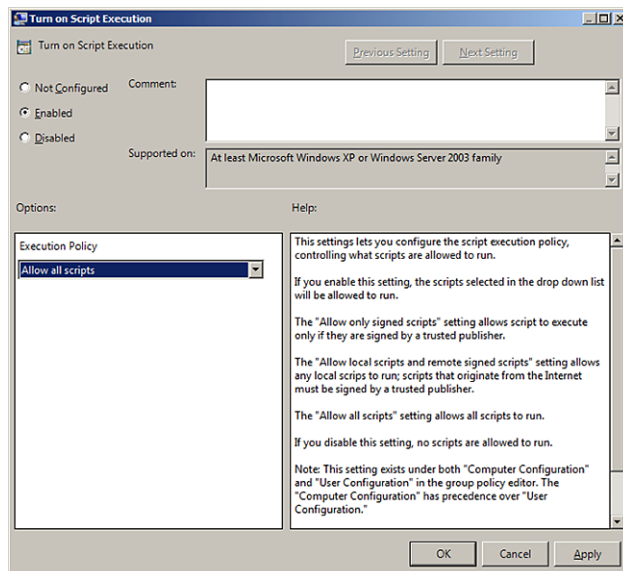 Turn on Script Execution
Turn on Script Execution
Previous Setting
Next Setting
Not Configured
Comment:
Enabled
Disabled
Supported on:
At least Microsoft Windows XP or Windows Server 2003 family
Options:
Help:
Execution Policy
Allow all scripts
This settings lets you configure the script execution policy,
controlling what scripts are allowed to run.
If you enable this setting, the scripts selected in the drop down list
will be allowed to run.
The "Allow only signed scripts" setting allows script to execute
only if they are signed by a trusted publisher.
The "Allow local scripts and remote signed scripts" setting allows
any local scrips to run; scripts that originate from the Internet
must be signed by a trusted publisher.
The "Allow all scripts" setting allows all scripts to run.
If you disable this setting, no scripts are allowed to run.
Note: This setting exists under both "Computer Configuration"
and "User Configuration" in the group policy editor. The
"Computer Configuration" has precedence over "User
Configuration."
OK
Cancel
Apply